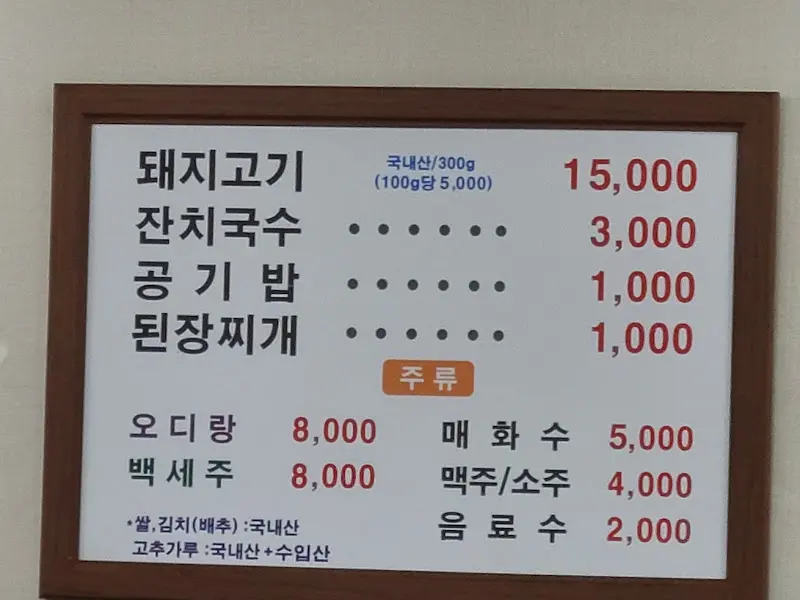 돼지고기 국내산/300g (100g당 5,000) 15,000
잔치국수 • • • • • • 3,000
공기밥 • • • • • • 1,000
된장찌개 • • • • • • 1,000
주류
오디랑 8,000 매화수 5,000
백세주 8,000 맥주/소주 4,000
음료수 2,000
*쌀,김치(배추) :국내산
고추가루 :국내산+수입산